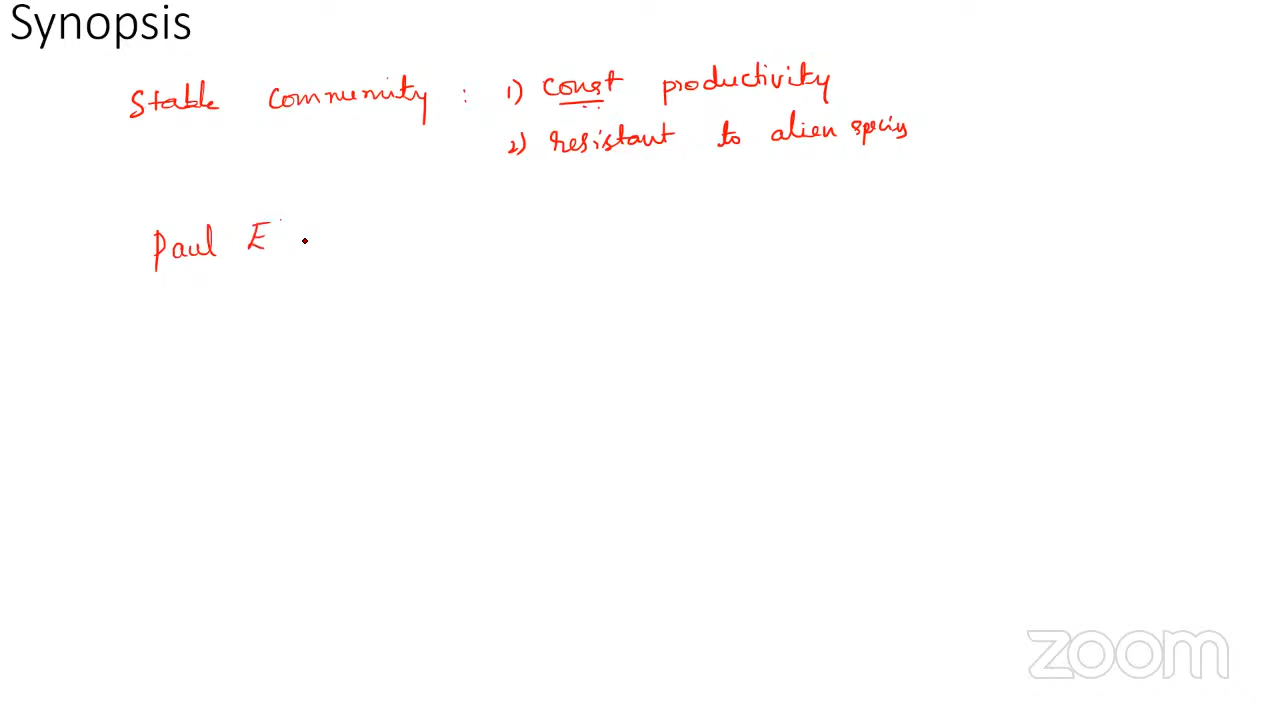 Synopsis
Stable Community : 1) const productivity
2) resistant to alien species
Paul E
zoom